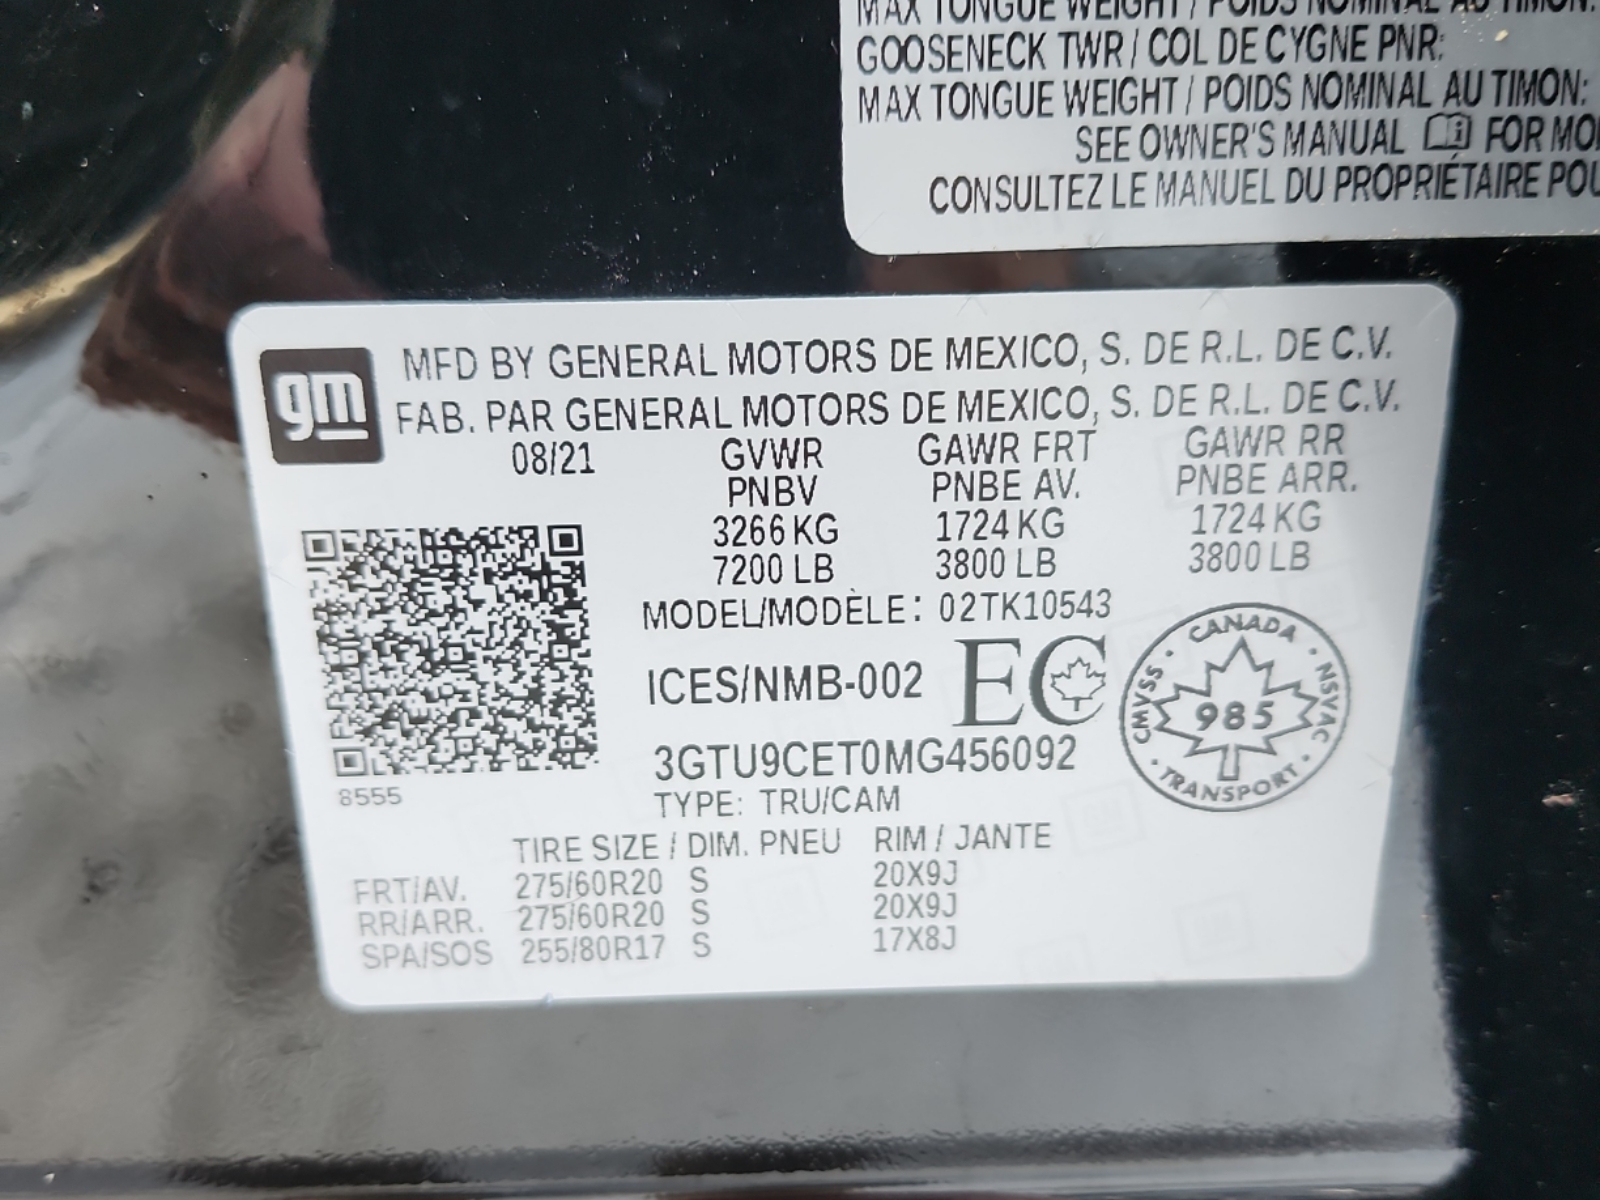 MAX TONGUE WEIGHT / POIDS NOMINAL AU TIMON:
GOOSENECK TWR / COL DE CYGNE PNR:
MAX TONGUE WEIGHT / POIDS NOMINAL AU TIMON:
SEE OWNER'S MANUAL FOR MO
CONSULTEZ LE MANUEL DU PROPRIÉTAIRE POU
gm
MFD BY GENERAL MOTORS DE MEXICO, S. DE R.L. DE C.V.
FAB. PAR GENERAL MOTORS DE MEXICO, S. DE R.L. DE C.V.
08/21 GVWR GAWR FRT GAWR RR
PNBV PNBE AV. PNBE ARR.
3266 KG 1724 KG 1724 KG
7200 LB 3800 LB 3800 LB
MODEL/MODÈLE: 02TK10543
ICES/NMB-002 EC
CANADA
CMVSS · 985 · NSVAC
TRANSPORT
3GTU9CET0MG456092
8555
TYPE: TRU/CAM
TIRE SIZE / DIM. PNEU RIM / JANTE
FRT/AV. 275/60R20 S 20X9J
RR/ARR. 275/60R20 S 20X9J
SPA/SOS 255/80R17 S 17X8J